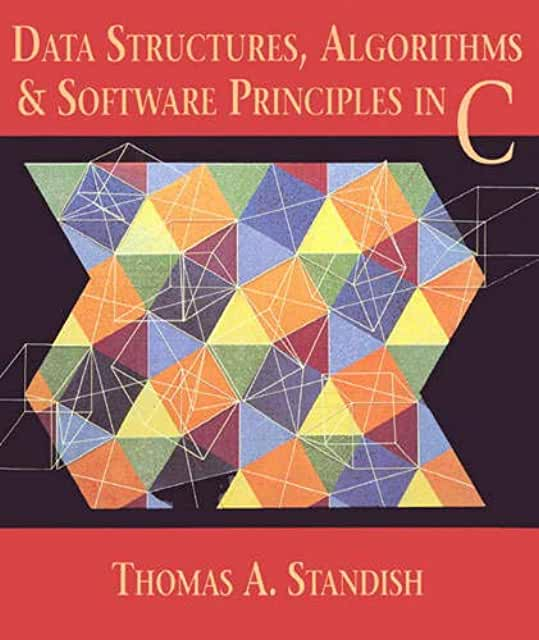 DATA STRUCTURES, ALGORITHMS
& SOFTWARE PRINCIPLES IN C
THOMAS A. STANDISH